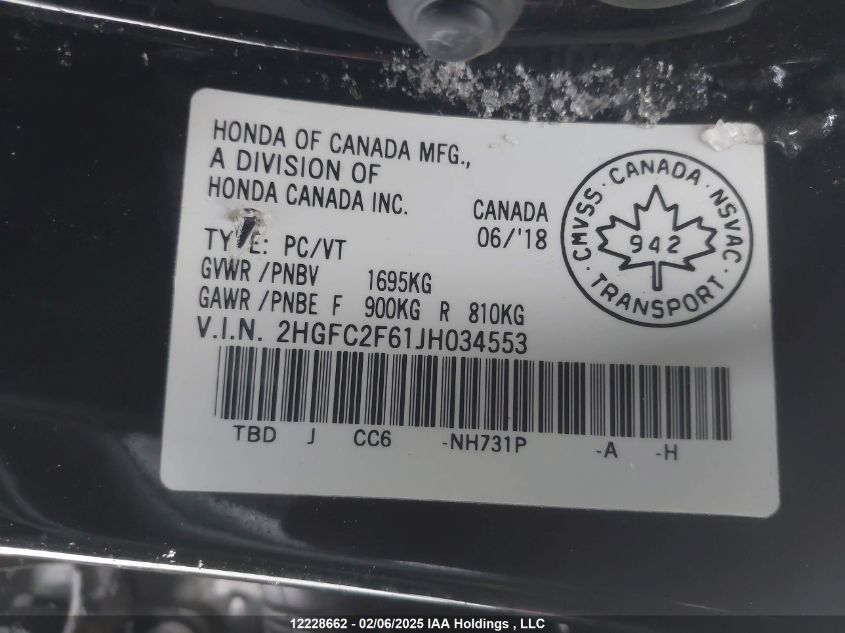 HONDA OF CANADA MFG.,
A DIVISION OF
HONDA CANADA INC.
CANADA
06/'18
TYPE: PC/VT
GVWR /PNBV 1695KG
GAWR /PNBE F 900KG R 810KG
V.I.N. 2HGFC2F61JH034553
TBD J CC6 -NH731P -A -H
CMVSS · CANADA · NSVAC
942
· TRANSPORT ·
12228662 - 02/06/2025 IAA Holdings , LLC